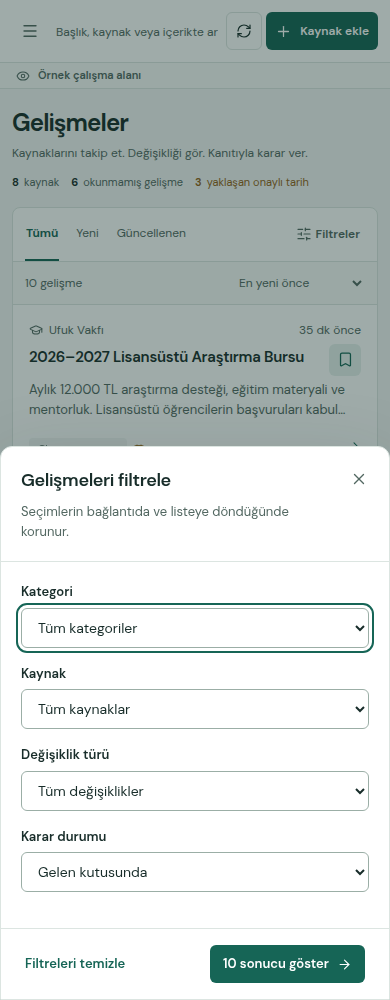 Başlık, kaynak veya içerikte ar
Kaynak ekle
Örnek çalışma alanı
Gelişmeler
Kaynaklarını takip et. Değişikliği gör. Kanıtıyla karar ver.
8 kaynak 6 okunmamış gelişme 3 yaklaşan onaylı tarih
Tümü Yeni Güncellenen Filtreler
10 gelişme En yeni önce
Ufuk Vakfı 35 dk önce
2026–2027 Lisansüstü Araştırma Bursu
Aylık 12.000 TL araştırma desteği, eğitim materyali ve
mentorluk. Lisansüstü öğrencilerin başvuruları kabul…
Gelişmeleri filtrele
Seçimlerin bağlantıda ve listeye döndüğünde
korunur.
Kategori
Tüm kategoriler
Kaynak
Tüm kaynaklar
Değişiklik türü
Tüm değişiklikler
Karar durumu
Gelen kutusunda
Filtreleri temizle
10 sonucu göster